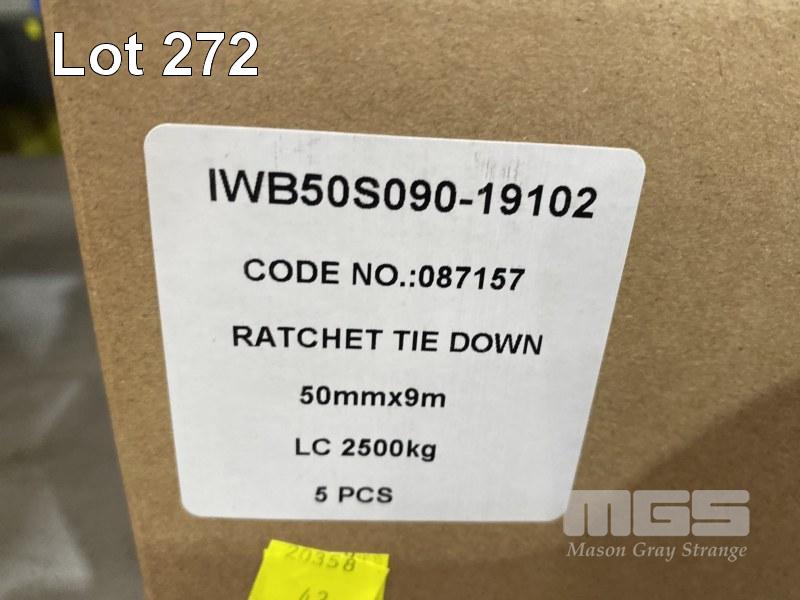 Lot 272
IWB50S090-19102
CODE NO.:087157
RATCHET TIE DOWN
50mmx9m
LC 2500kg
5 PCS
MGS
Mason Gray Strange
20358